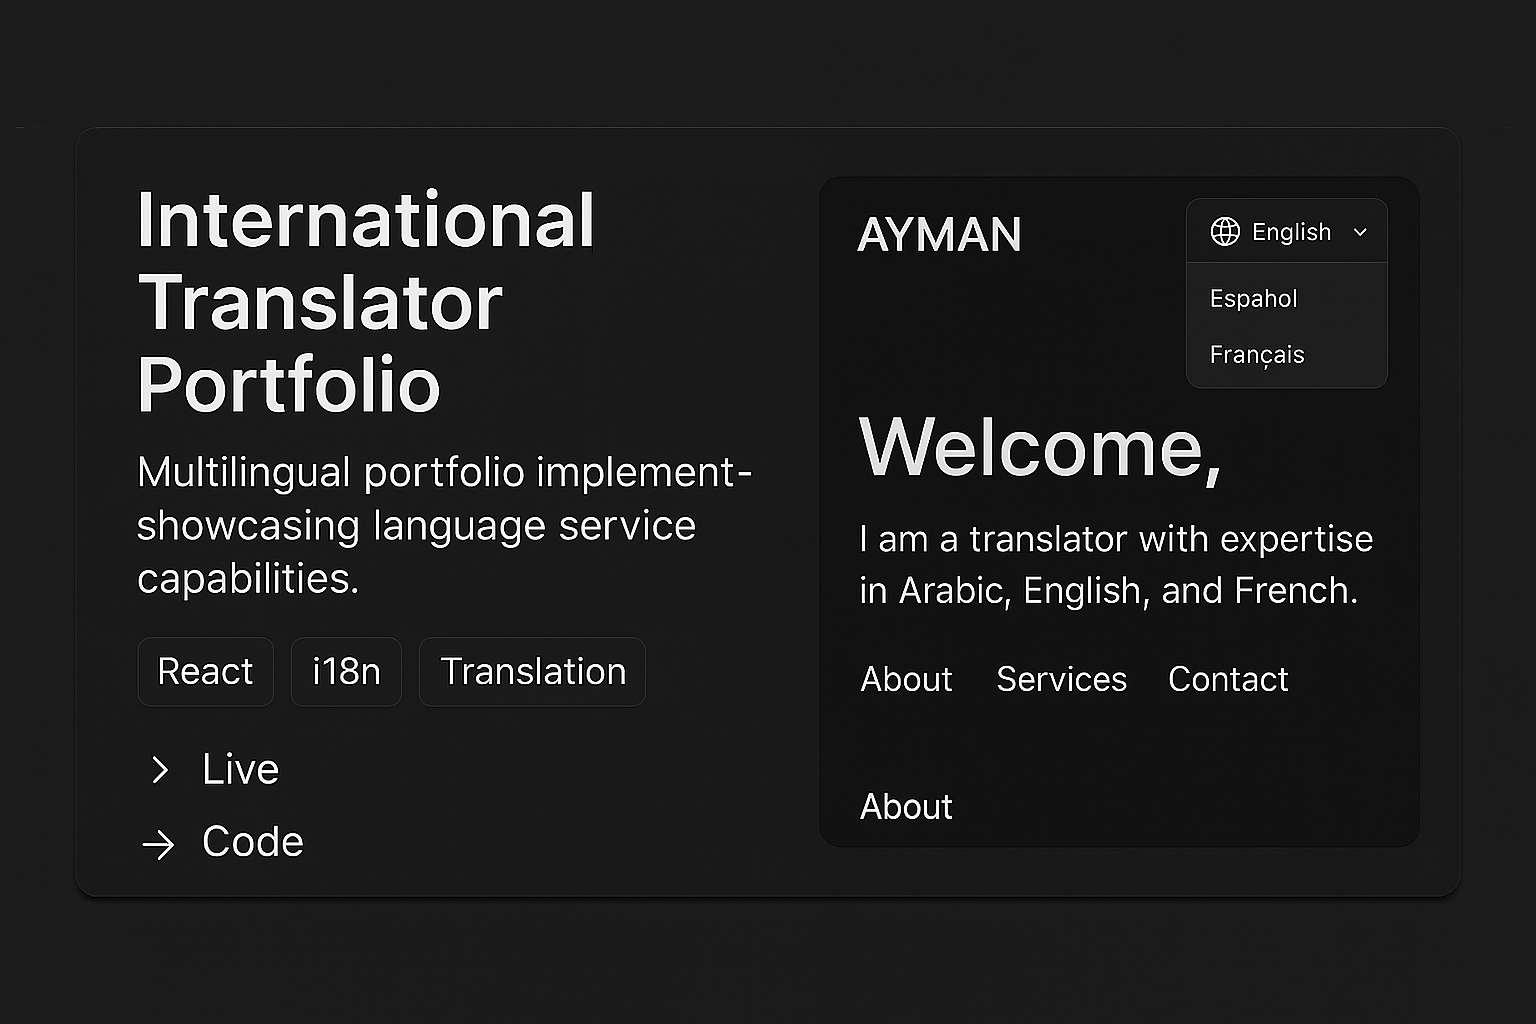 International
Translator
Portfolio
Multilingual portfolio implement-
showcasing language service
capabilities.
React
i18n
Translation
Live
Code
AYMAN
English
Espahol
Français
Welcome,
I am a translator with expertise
in Arabic, English, and French.
About Services Contact
About